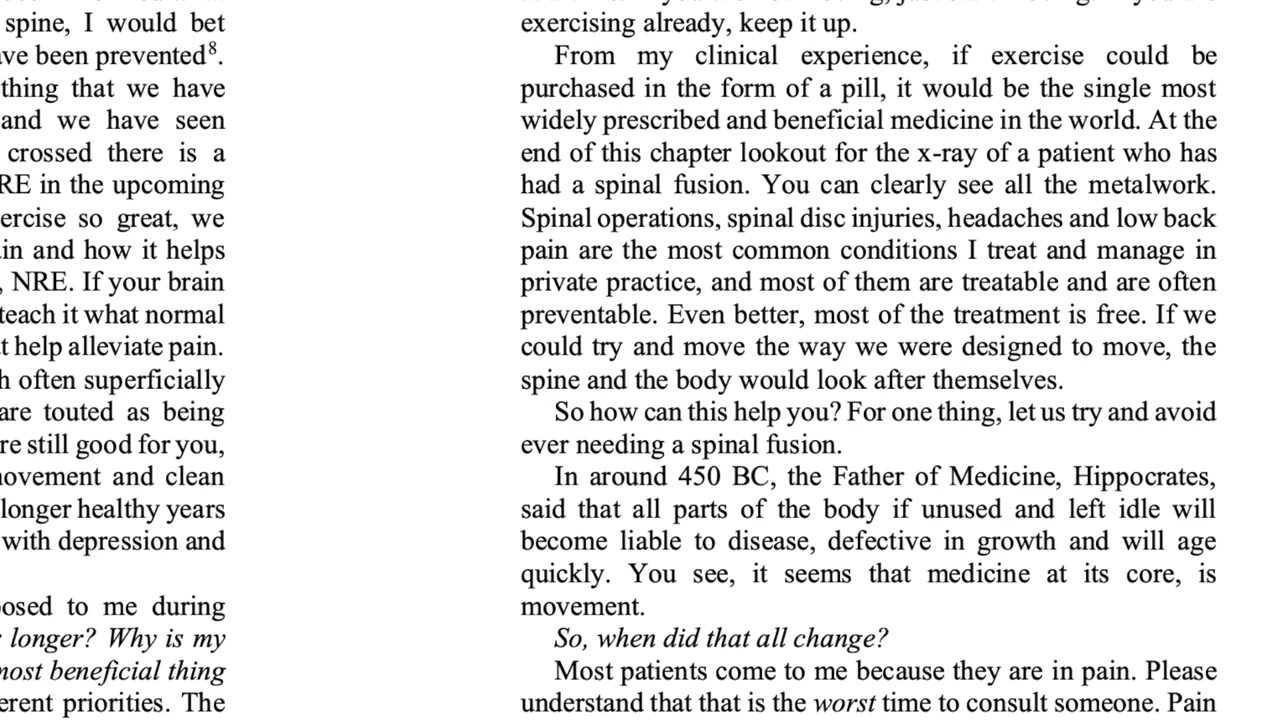 spine, I would bet
been prevented⁸.
thing that we have
and we have seen
crossed there is a
in the upcoming
so great, we
and how it helps
NRE. If your brain
teach it what normal
help alleviate pain.
often superficially
are touted as being
still good for you,
and clean
longer healthy years
with depression and
to me during
longer? Why is my
beneficial thing
priorities. The
exercising already, keep it up.
From my clinical experience, if exercise could be
purchased in the form of a pill, it would be the single most
widely prescribed and beneficial medicine in the world. At the
end of this chapter lookout for the x-ray of a patient who has
had a spinal fusion. You can clearly see all the metalwork.
Spinal operations, spinal disc injuries, headaches and low back
pain are the most common conditions I treat and manage in
private practice, and most of them are treatable and are often
preventable. Even better, most of the treatment is free. If we
could try and move the way we were designed to move, the
spine and the body would look after themselves.
So how can this help you? For one thing, let us try and avoid
ever needing a spinal fusion.
In around 450 BC, the Father of Medicine, Hippocrates,
said that all parts of the body if unused and left idle will
become liable to disease, defective in growth and will age
quickly. You see, it seems that medicine at its core, is
movement.
So, when did that all change?
Most patients come to me because they are in pain. Please
understand that that is the worst time to consult someone. Pain